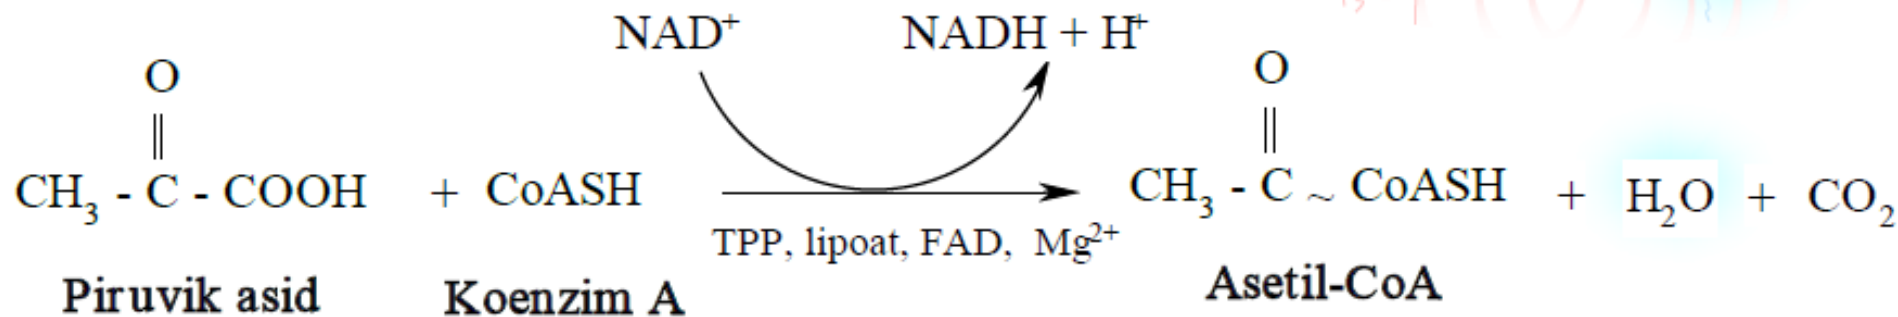 NAD⁺ NADH + H⁺
O O
|| ||
CH₃ - C - COOH + CoASH CH₃ - C ~ CoASH + H₂O + CO₂
TPP, lipoat, FAD, Mg²⁺
Piruvik asid Koenzim A Asetil-CoA